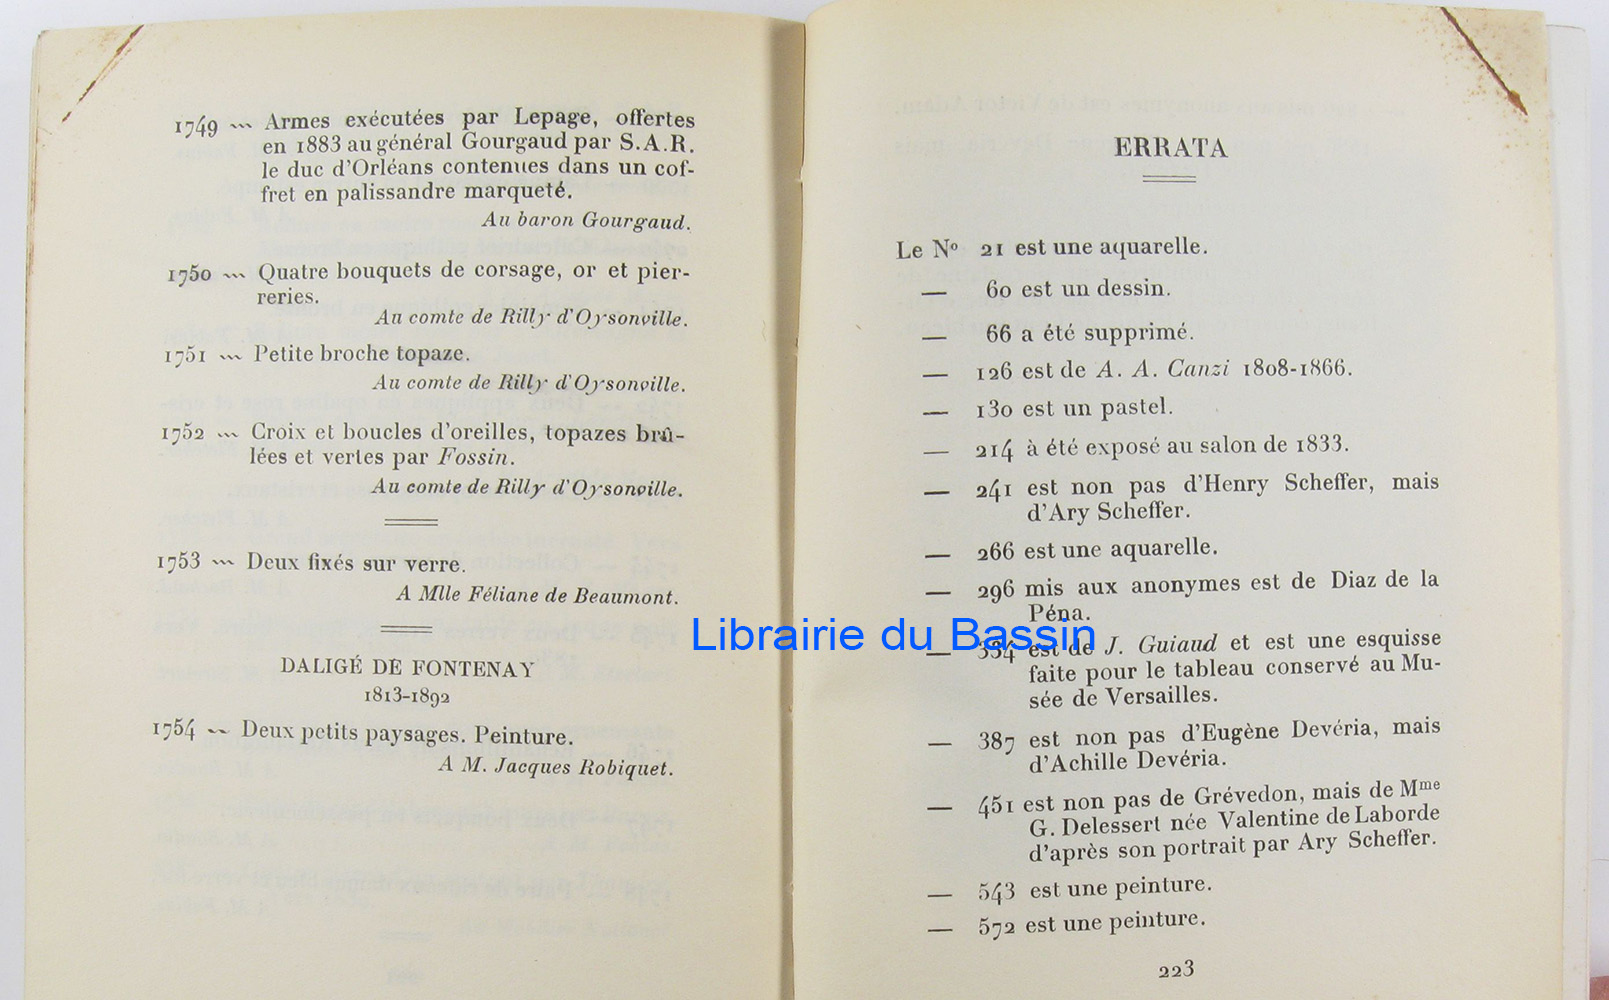 1749 — Armes exécutées par Lepage, offertes
en 1883 au général Gourgaud par S.A.R.
le duc d'Orléans contenues dans un cof-
fret en palissandre marqueté.
Au baron Gourgaud.
1750 — Quatre bouquets de corsage, or et pier-
reries.
Au comte de Rilly d'Oysonville.
1751 — Petite broche topaze.
Au comte de Rilly d'Oysonville.
1752 — Croix et boucles d'oreilles, topazes brû-
lées et vertes par Fossin.
Au comte de Rilly d'Oysonville.
1753 — Deux fixés sur verre.
A Mlle Féliane de Beaumont.
DALIGÉ DE FONTENAY
1813-1892
1754 — Deux petits paysages. Peinture.
A M. Jacques Robiquet.
ERRATA
Le Nº 21 est une aquarelle.
— 60 est un dessin.
— 66 a été supprimé.
— 126 est de A. A. Canzi 1808-1866.
— 130 est un pastel.
— 214 à été exposé au salon de 1833.
— 241 est non pas d'Henry Scheffer, mais
d'Ary Scheffer.
— 266 est une aquarelle.
— 296 mis aux anonymes est de Diaz de la
Péna.
— 334 est de J. Guiaud et est une esquisse
faite pour le tableau conservé au Mu-
sée de Versailles.
— 387 est non pas d'Eugène Devéria, mais
d'Achille Devéria.
— 451 est non pas de Grévedon, mais de Mme
G. Delessert née Valentine de Laborde
d'après son portrait par Ary Scheffer.
— 543 est une peinture.
— 572 est une peinture.
223
Librairie du Bassin